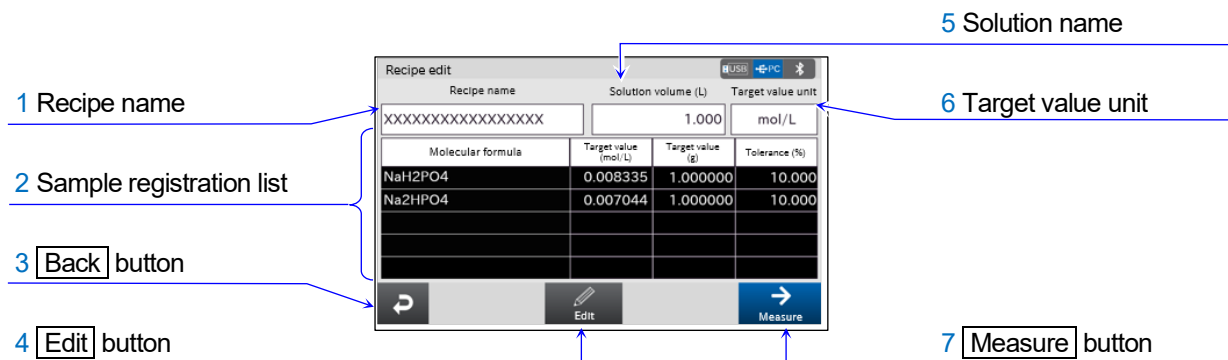 5 Solution name
Recipe edit
USB PC
1 Recipe name
Recipe name
Solution volume (L)
Target value unit
6 Target value unit
XXXXXXXXXXXXXXXXX
1.000
mol/L
Molecular formula
Target value (mol/L)
Target value (g)
Tolerance (%)
2 Sample registration list
NaH2PO4 0.008335 1.000000 10.000
Na2HPO4 0.007044 1.000000 10.000
3 Back button
Edit
Measure
4 Edit button
7 Measure button